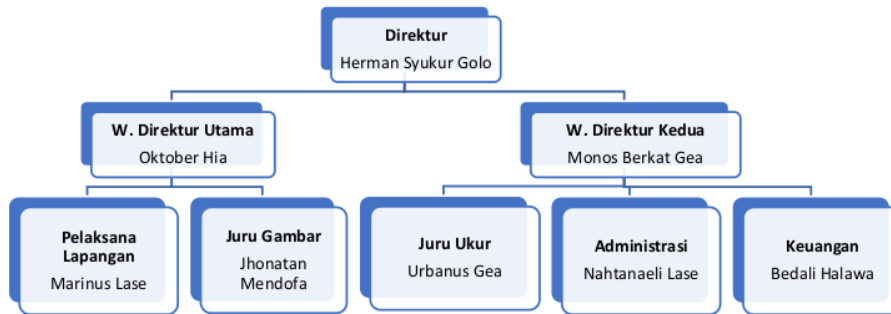 Direktur
Herman Syukur Golo
W. Direktur Utama
Oktober Hia
W. Direktur Kedua
Monos Berkat Gea
Pelaksana
Lapangan
Marinus Lase
Juru Gambar
Jhonatan
Mendofa
Juru Ukur
Urbanus Gea
Administrasi
Nahtanaeli Lase
Keuangan
Bedali Halawa